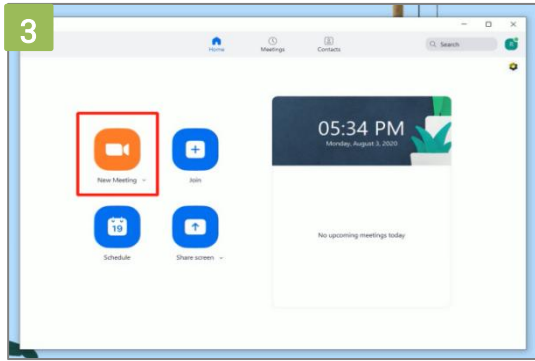 3
Home
Meetings
Contacts
Search
05:34 PM
Monday, August 3, 2020
New Meeting
Join
19
Schedule
Share screen
No upcoming meetings today